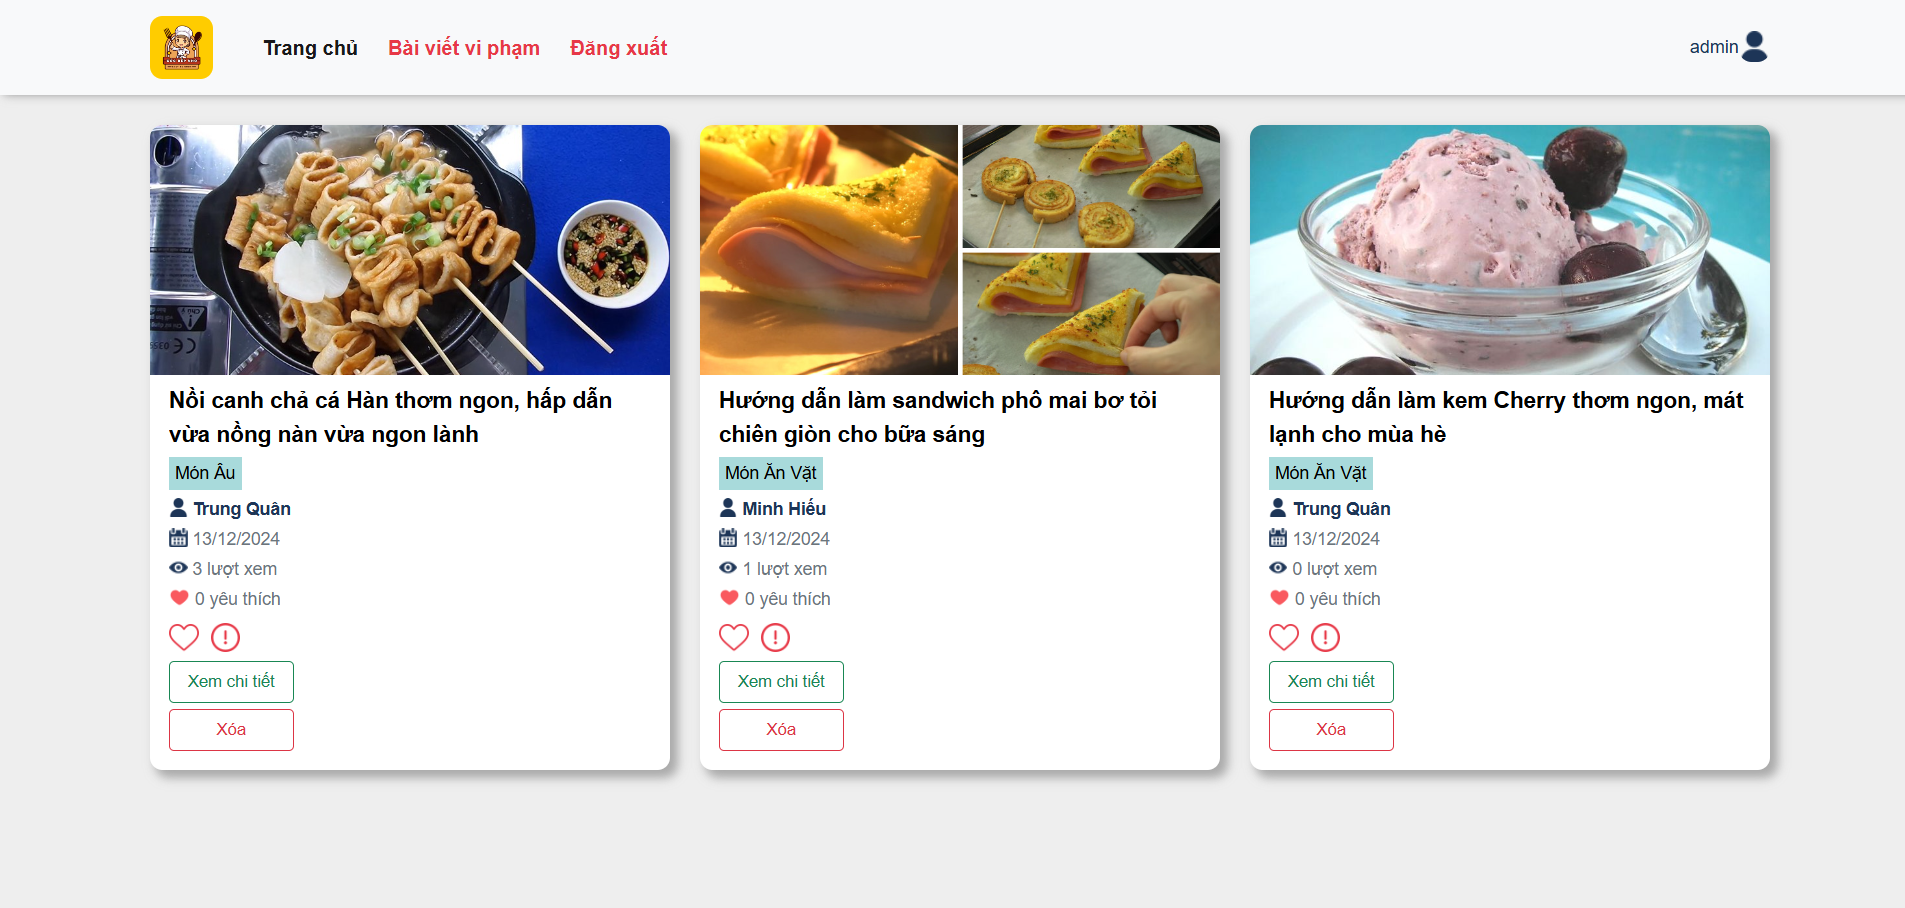 Trang chủ Bài viết vi phạm Đăng xuất admin
Nồi canh chả cá Hàn thơm ngon, hấp dẫn
vừa nồng nàn vừa ngon lành
Món Âu
Trung Quân
13/12/2024
3 lượt xem
0 yêu thích
Xem chi tiết
Xóa
Hướng dẫn làm sandwich phô mai bơ tỏi
chiên giòn cho bữa sáng
Món Ăn Vặt
Minh Hiếu
13/12/2024
1 lượt xem
0 yêu thích
Xem chi tiết
Xóa
Hướng dẫn làm kem Cherry thơm ngon, mát
lạnh cho mùa hè
Món Ăn Vặt
Trung Quân
13/12/2024
0 lượt xem
0 yêu thích
Xem chi tiết
Xóa